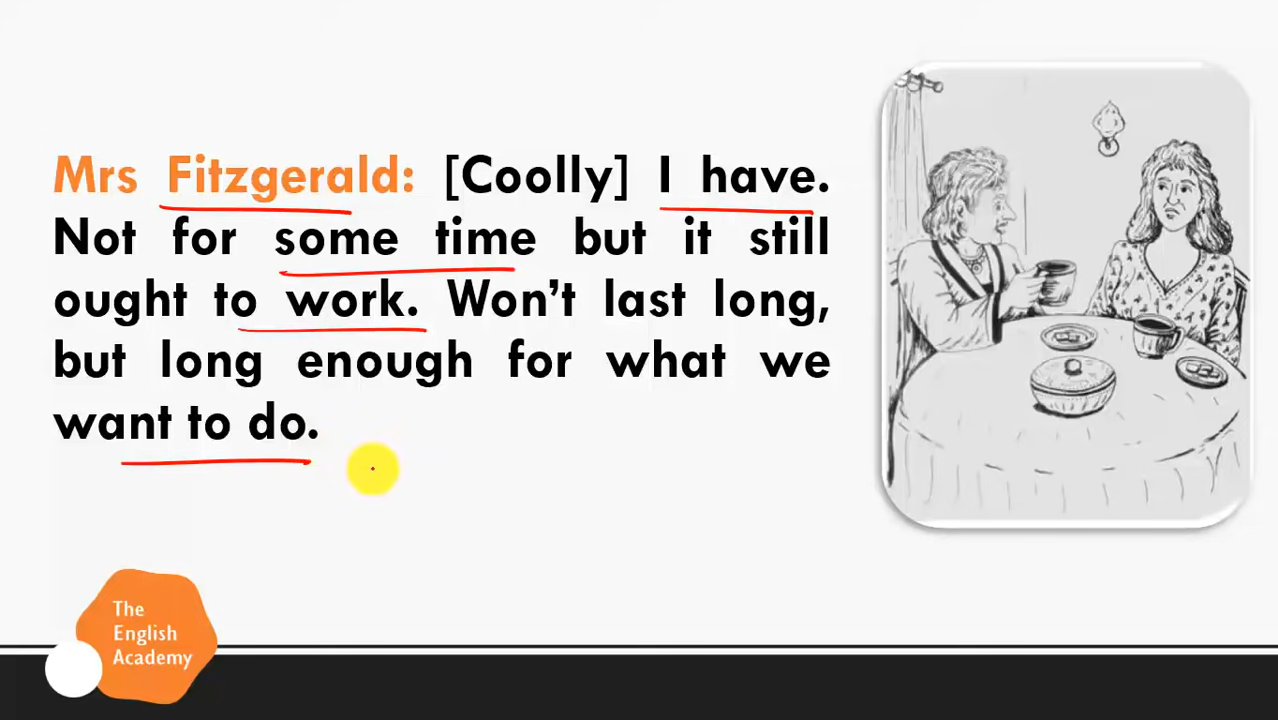 Mrs Fitzgerald: [Coolly] I have.
Not for some time but it still
ought to work. Won't last long,
but long enough for what we
want to do.
The
English
Academy